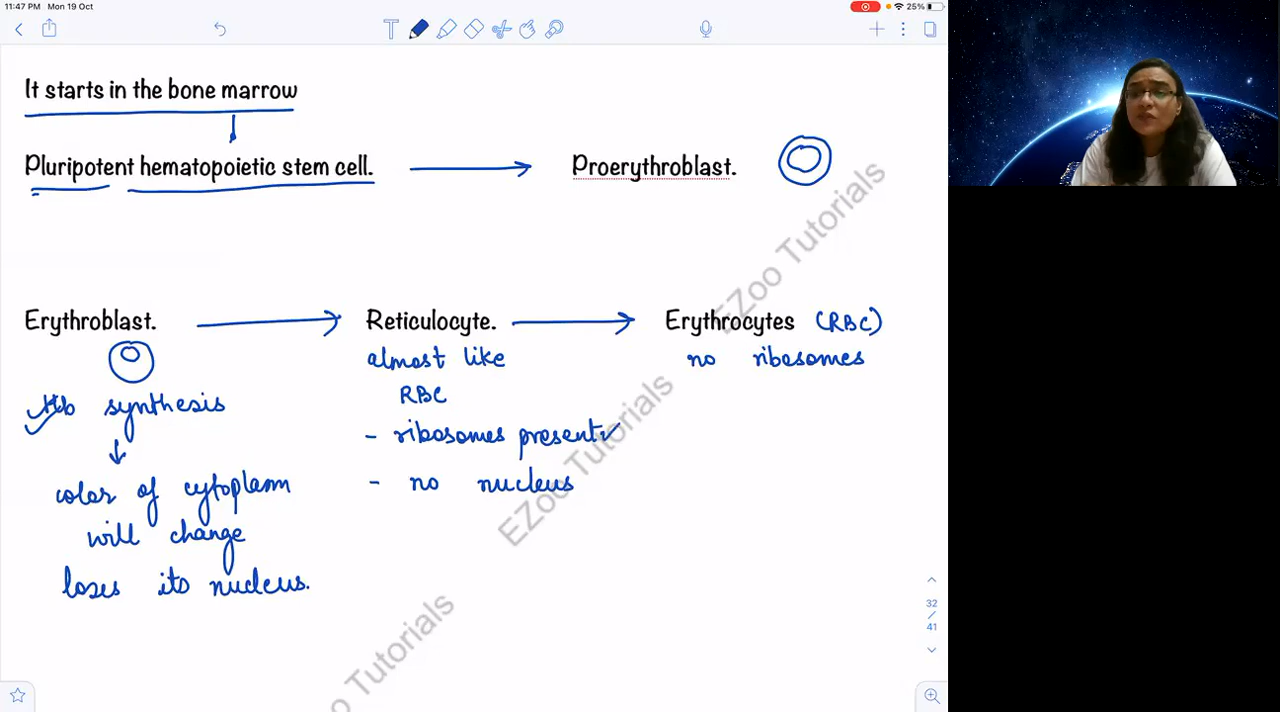 11:47 PM Mon 19 Oct
25%
It starts in the bone marrow
Pluripotent hematopoietic stem cell.
Proerythroblast.
Erythroblast.
Reticulocyte.
Erythrocytes (RBC)
almost like
RBC
no ribosomes
Hb synthesis
- ribosomes present
color of cytoplasm
- no nucleus
will change
loses its nucleus.
EZoo Tutorials
EZoo Tutorials
Tutorials
32
/
41